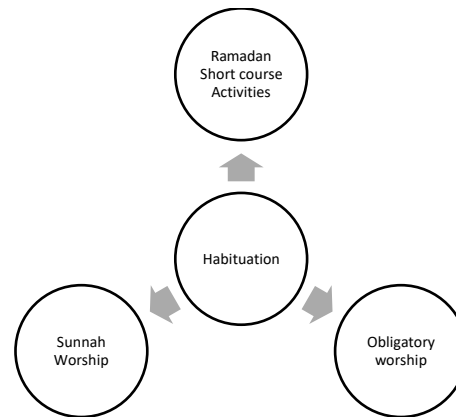 Ramadan
Short course
Activities
Habituation
Sunnah
Worship
Obligatory
worship